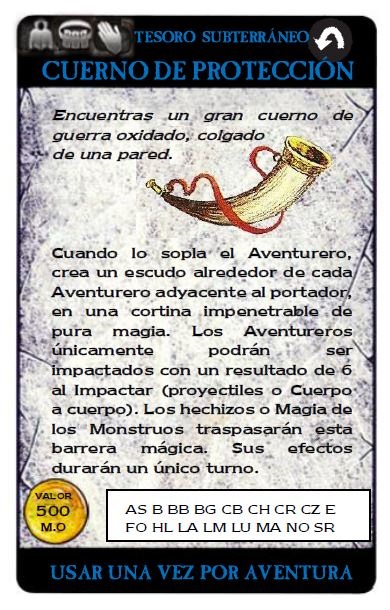 TESORO SUBTERRÁNEO
CUERNO DE PROTECCIÓN
Encuentras un gran cuerno de
guerra oxidado, colgado
de una pared.
Cuando lo sopla el Aventurero,
crea un escudo alrededor de cada
Aventurero adyacente al portador,
en una cortina impenetrable de
pura magia. Los Aventureros
únicamente podrán ser
impactados con un resultado de 6
al Impactar (proyectiles o Cuerpo
a cuerpo). Los hechizos o Magia de
los Monstruos traspasarán esta
barrera mágica. Sus efectos
durarán un único turno.
VALOR
500
M.O
AS B BB BG CB CH CR CZ E
FO HL LA LM LU MA NO SR
USAR UNA VEZ POR AVENTURA